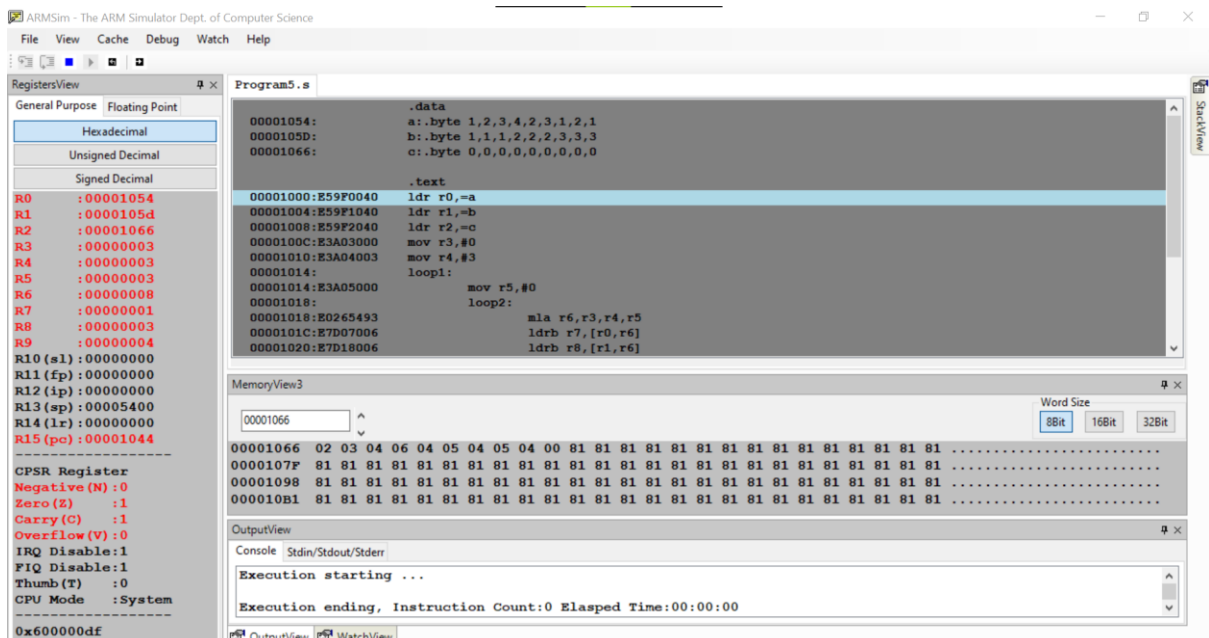 ARMSim - The ARM Simulator Dept. of Computer Science
File View Cache Debug Watch Help
RegistersView
General Purpose Floating Point
Hexadecimal
Unsigned Decimal
Signed Decimal
R0 :00001054
R1 :0000105d
R2 :00001066
R3 :00000003
R4 :00000003
R5 :00000003
R6 :00000008
R7 :00000001
R8 :00000003
R9 :00000004
R10(sl):00000000
R11(fp):00000000
R12(ip):00000000
R13(sp):00005400
R14(lr):00000000
R15(pc):00001044
--------------------
CPSR Register
Negative(N):0
Zero(Z) :1
Carry(C) :1
Overflow(V):0
IRQ Disable:1
FIQ Disable:1
Thumb(T) :0
CPU Mode :System
--------------------
0x600000df
Program5.s
.data
00001054: a:.byte 1,2,3,4,2,3,1,2,1
0000105D: b:.byte 1,1,1,2,2,2,3,3,3
00001066: c:.byte 0,0,0,0,0,0,0,0,0
.text
00001000:E59F0040 ldr r0,=a
00001004:E59F1040 ldr r1,=b
00001008:E59F2040 ldr r2,=c
0000100C:E3A03000 mov r3,#0
00001010:E3A04003 mov r4,#3
00001014: loop1:
00001014:E3A05000 mov r5,#0
00001018: loop2:
00001018:E0265493 mla r6,r3,r4,r5
0000101C:E7D07006 ldrb r7,[r0,r6]
00001020:E7D18006 ldrb r8,[r1,r6]
StackView
MemoryView3
00001066
Word Size
8Bit 16Bit 32Bit
00001066 02 03 04 06 04 05 04 05 04 00 81 81 81 81 81 81 81 81 81 81 81 81 81 81 81 .........................
0000107F 81 81 81 81 81 81 81 81 81 81 81 81 81 81 81 81 81 81 81 81 81 81 81 81 81 .........................
00001098 81 81 81 81 81 81 81 81 81 81 81 81 81 81 81 81 81 81 81 81 81 81 81 81 81 .........................
000010B1 81 81 81 81 81 81 81 81 81 81 81 81 81 81 81 81 81 81 81 81 81 81 81 81 81 .........................
OutputView
Console Stdin/Stdout/Stderr
Execution starting ...
Execution ending, Instruction Count:0 Elasped Time:00:00:00
OutputView WatchView